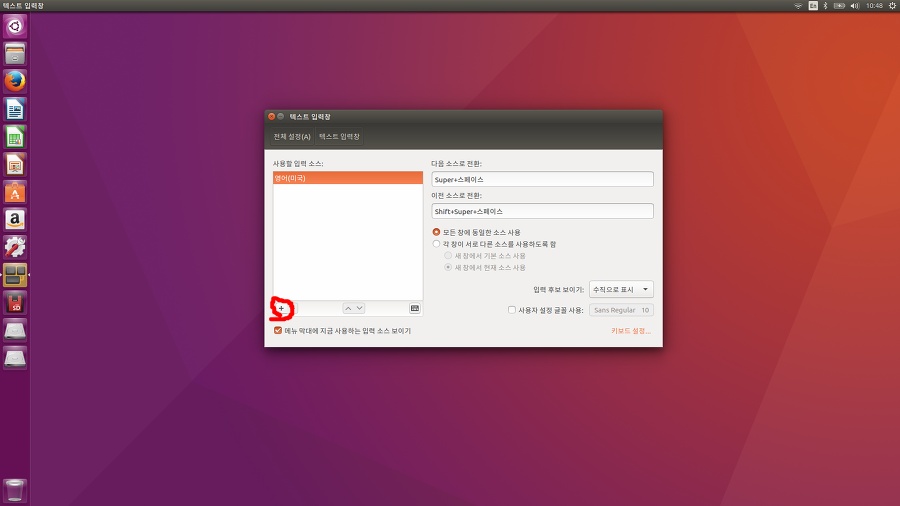 텍스트 입력창
En
10:48
텍스트 입력창
전체 설정(A) 텍스트 입력창
사용할 입력 소스:
영어(미국)
+
메뉴 막대에 지금 사용하는 입력 소스 보이기
다음 소스로 전환:
Super+스페이스
이전 소스로 전환:
Shift+Super+스페이스
모든 창에 동일한 소스 사용
각 창이 서로 다른 소스를 사용하도록 함
새 창에서 기본 소스 사용
새 창에서 현재 소스 사용
입력 후보 보이기: 수직으로 표시
사용자 설정 글꼴 사용: Sans Regular 10
키보드 설정...
a
SD